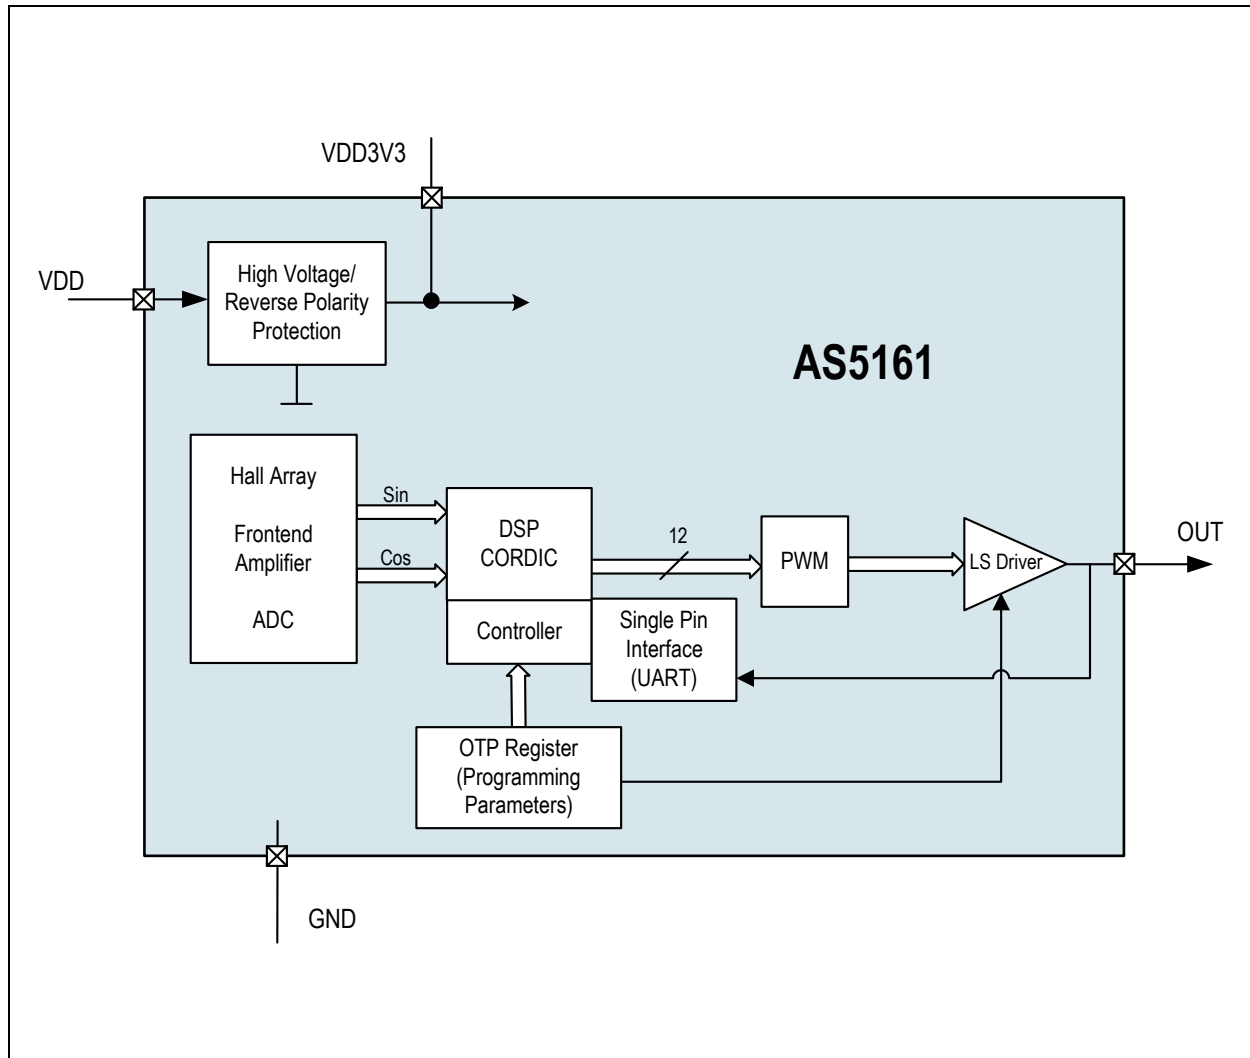 VDD3V3
VDD
High Voltage/
Reverse Polarity
Protection
AS5161
Hall Array
Frontend
Amplifier
ADC
Sin
Cos
DSP
CORDIC
Controller
12
PWM
LS Driver
OUT
Single Pin
Interface
(UART)
OTP Register
(Programming
Parameters)
GND